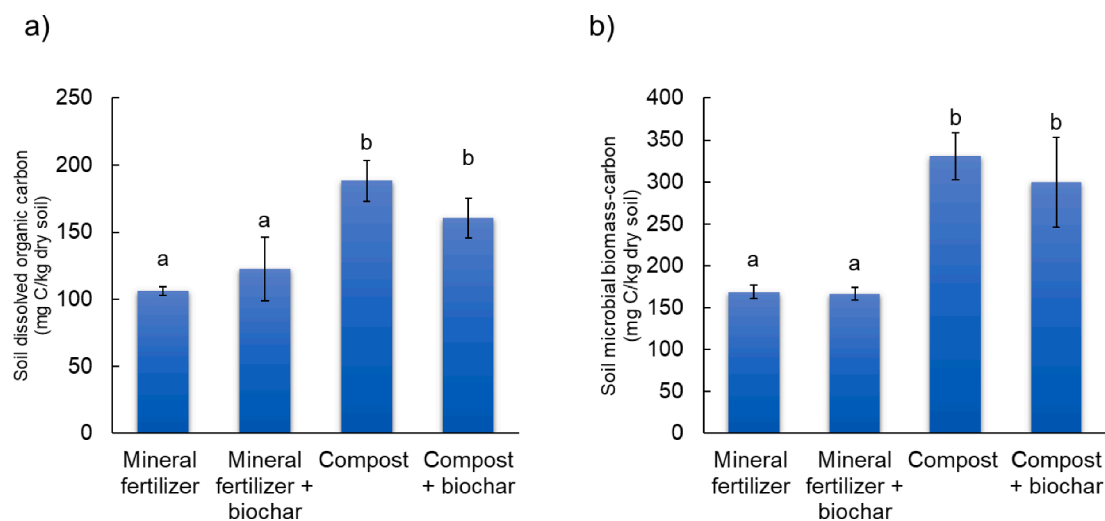 a)
Soil dissolved organic carbon
(mg C/kg dry soil)
250
200
150
100
50
0
a
a
b
b
Mineral
fertilizer
Mineral
fertilizer +
biochar
Compost
Compost
+ biochar
b)
Soil microbial biomass-carbon
(mg C/kg dry soil)
400
350
300
250
200
150
100
50
0
a
a
b
b
Mineral
fertilizer
Mineral
fertilizer +
biochar
Compost
Compost
+ biochar